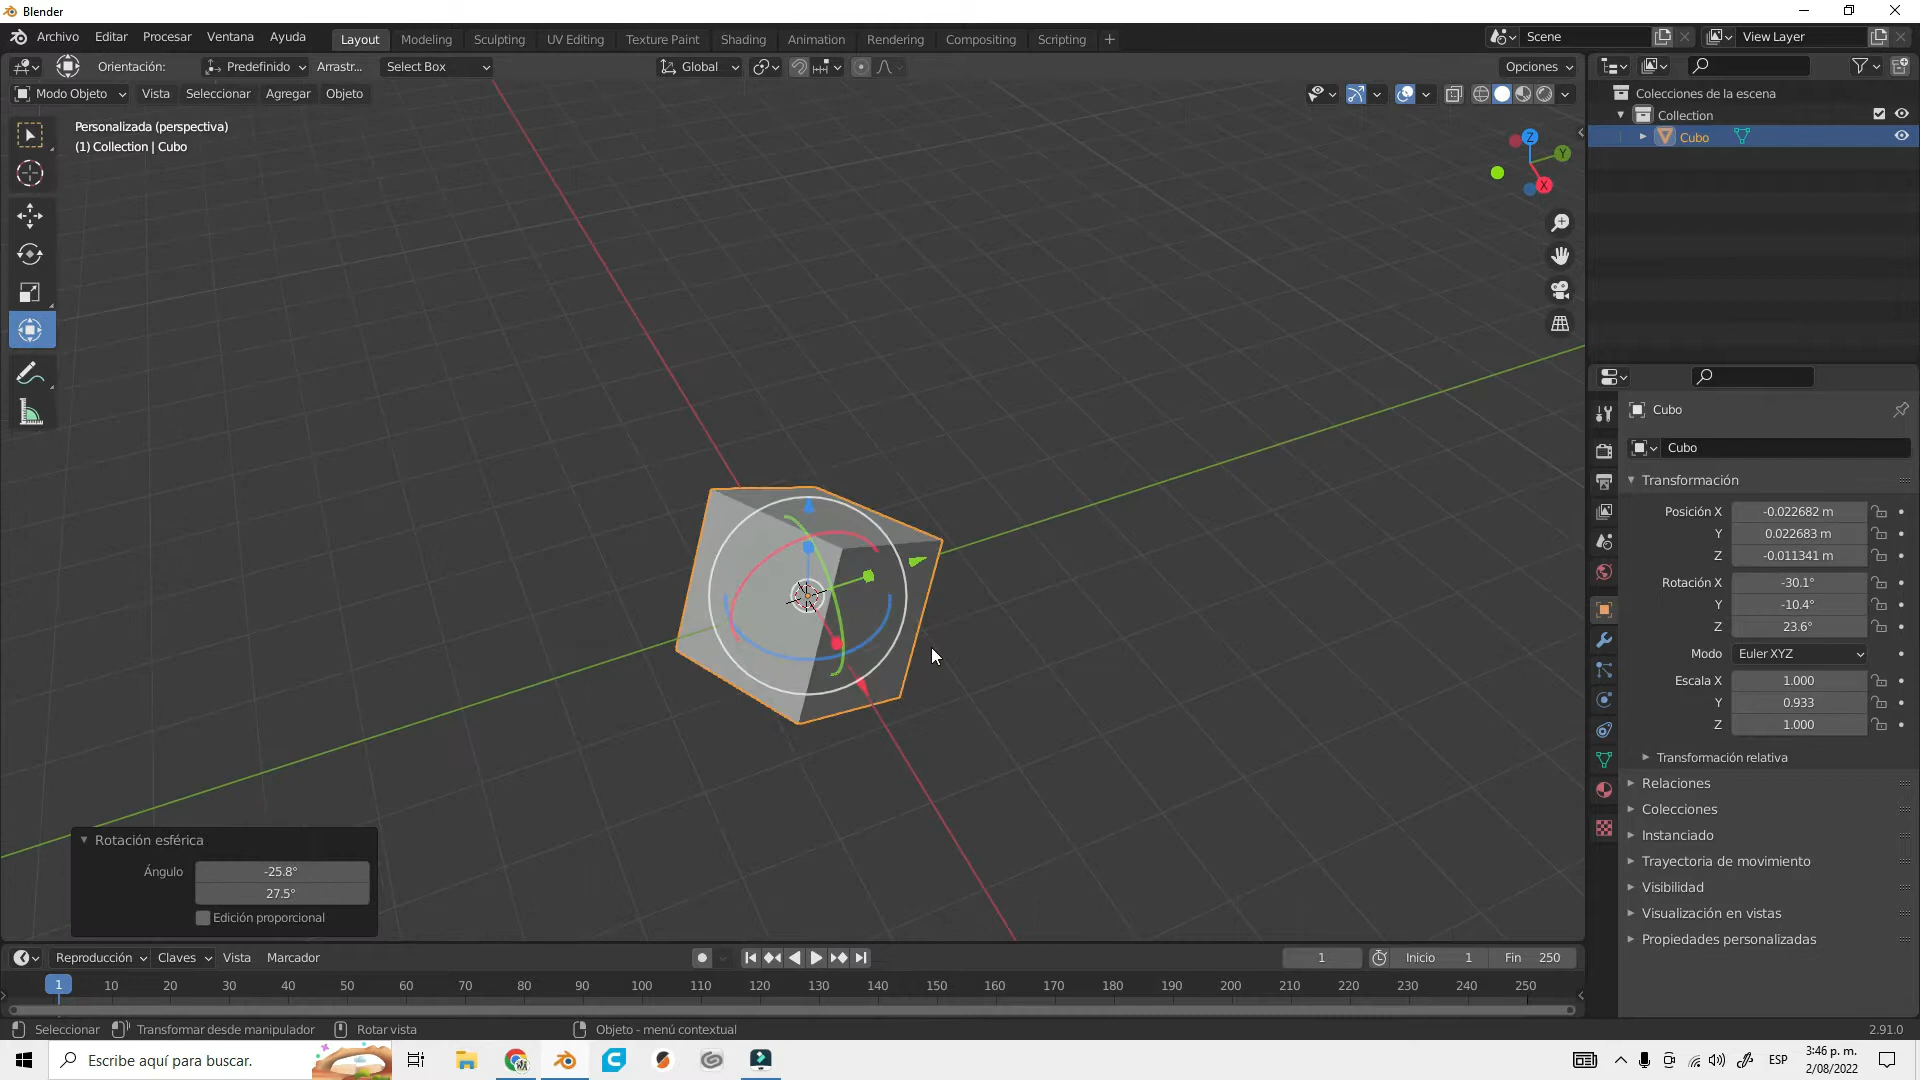 Blender
Archivo Editar Procesar Ventana Ayuda Layout Modeling Sculpting UV Editing Texture Paint Shading Animation Rendering Compositing Scripting + Scene View Layer
Orientación: Predefinido Arrastr... Select Box Global Opciones
Modo Objeto Vista Seleccionar Agregar Objeto
Personalizada (perspectiva)
(1) Collection | Cubo
Z
Y
X
Colecciones de la escena
Collection
Cubo
Cubo
Cubo
Transformación
Posición X -0.022682 m
Y 0.022683 m
Z -0.011341 m
Rotación X -30.1°
Y -10.4°
Z 23.6°
Modo Euler XYZ
Escala X 1.000
Y 0.933
Z 1.000
Transformación relativa
Relaciones
Colecciones
Instanciado
Trayectoria de movimiento
Visibilidad
Visualización en vistas
Propiedades personalizadas
Rotación esférica
Ángulo -25.8°
27.5°
Edición proporcional
Reproducción Claves Vista Marcador 1 Inicio 1 Fin 250
1 10 20 30 40 50 60 70 80 90 100 110 120 130 140 150 160 170 180 190 200 210 220 230 240 250
Seleccionar Transformar desde manipulador Rotar vista Objeto - menú contextual 2.91.0
Escribe aquí para buscar. ESP 3:46 p. m.
2/08/2022